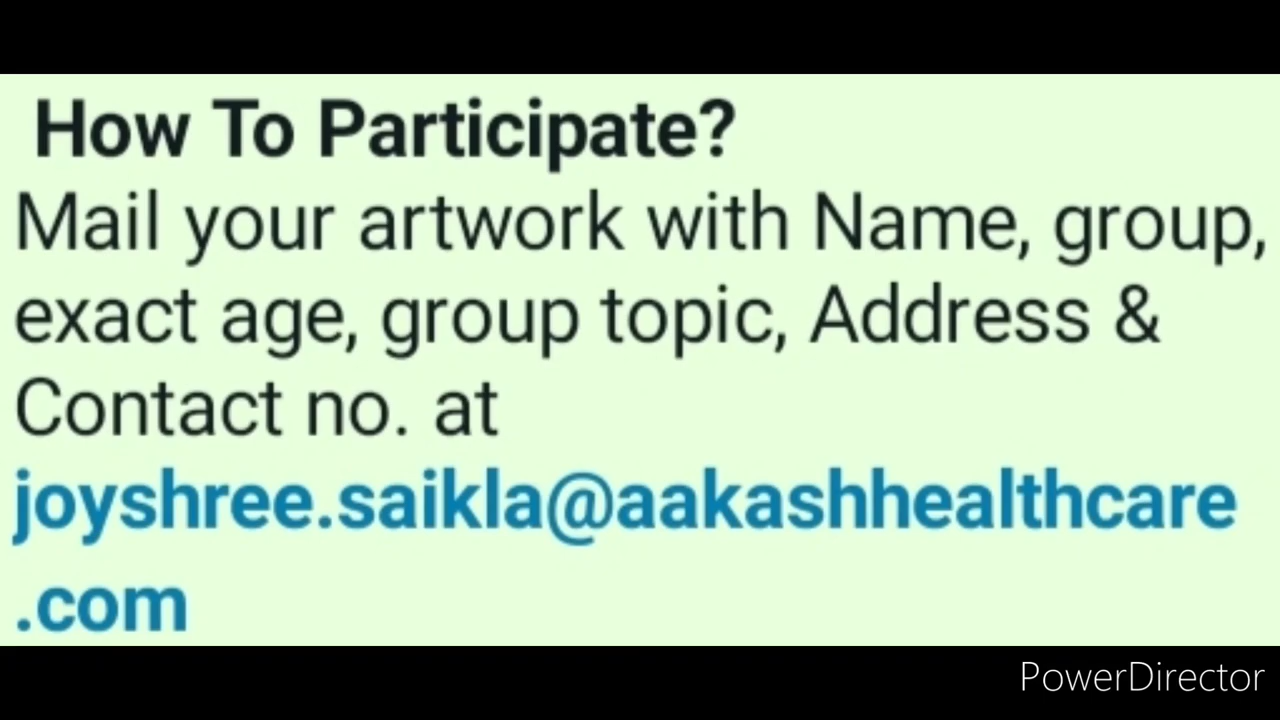 How To Participate?
Mail your artwork with Name, group,
exact age, group topic, Address &
Contact no. at
joyshree.saikla@aakashhealthcare
.com
PowerDirector